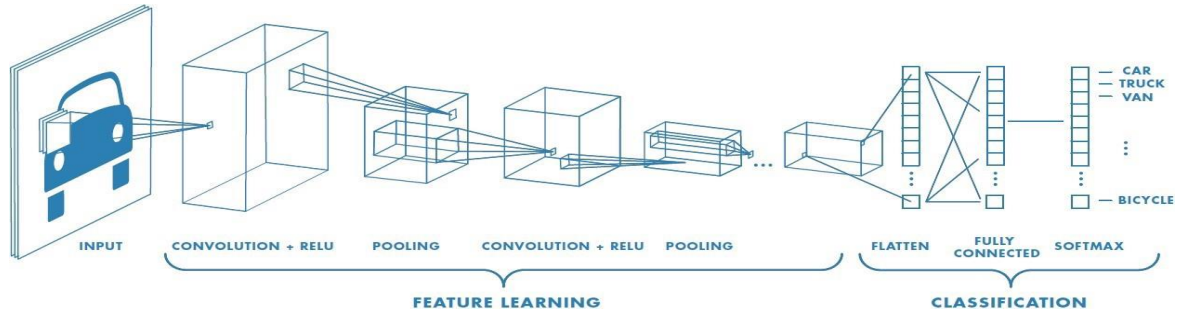 CAR
TRUCK
VAN
BICYCLE
INPUT
CONVOLUTION + RELU
POOLING
CONVOLUTION + RELU
POOLING
FLATTEN
FULLY
CONNECTED
SOFTMAX
FEATURE LEARNING
CLASSIFICATION